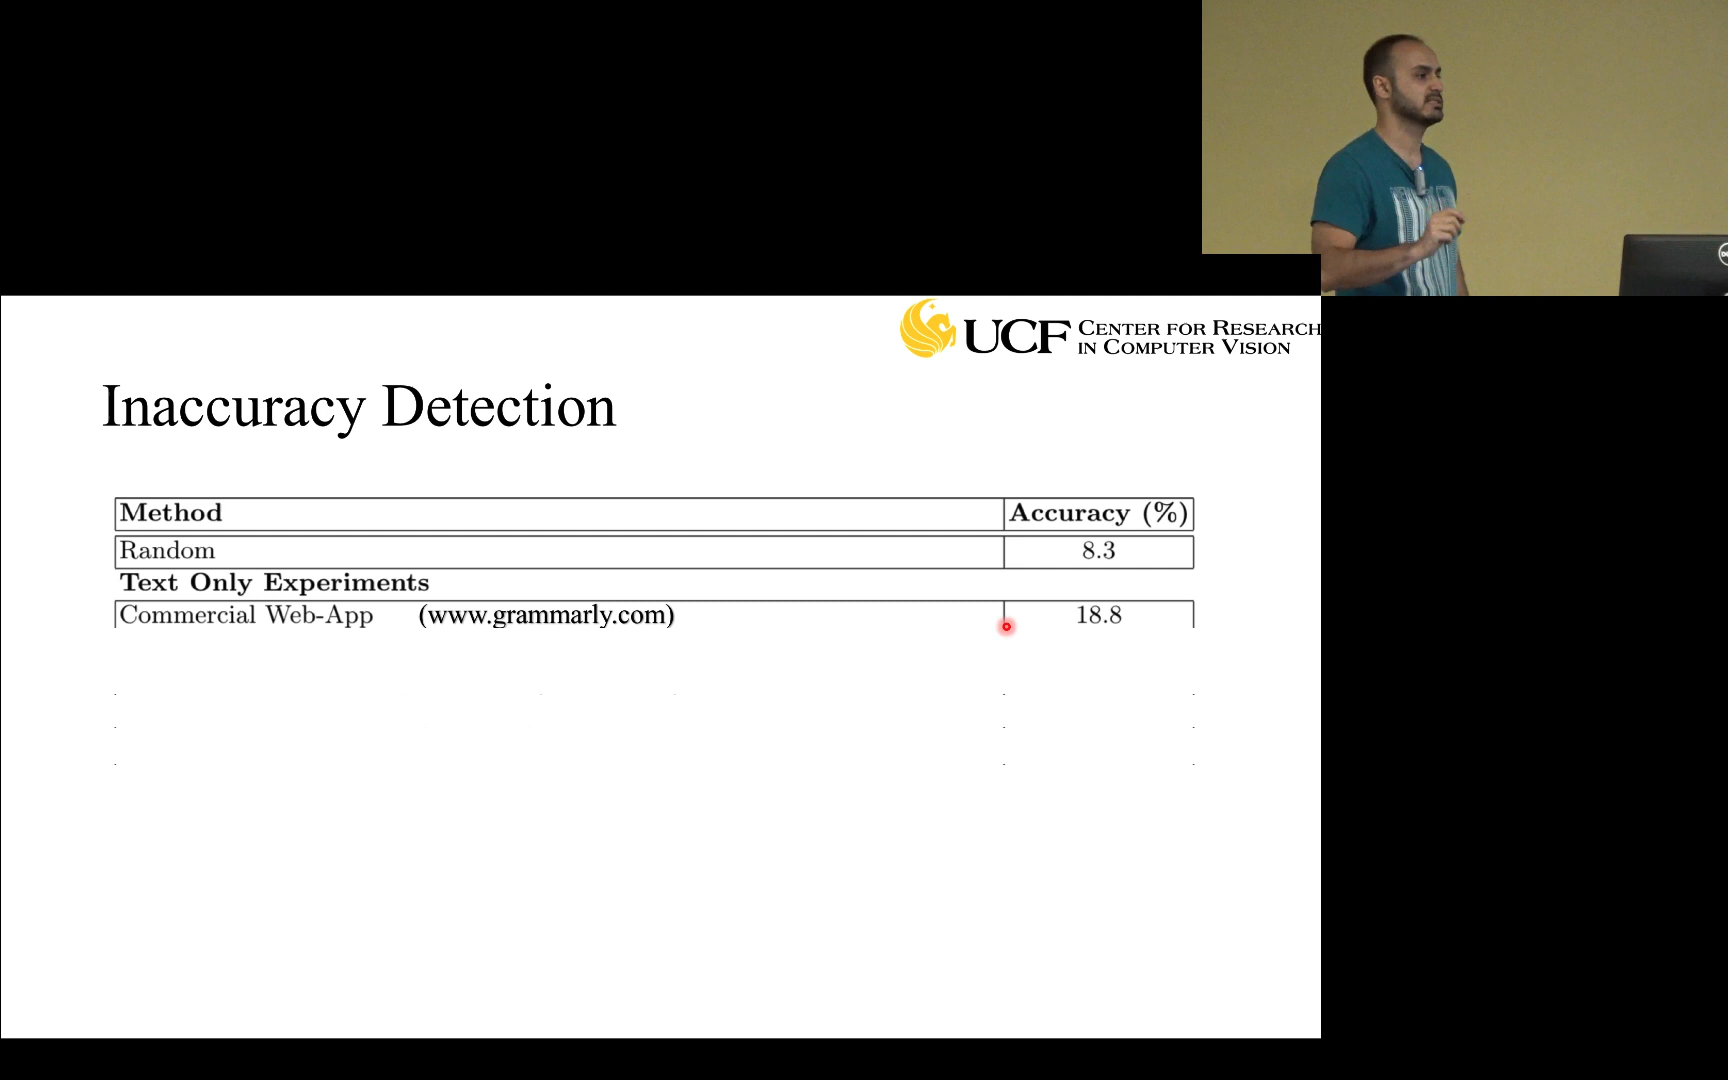 UCF CENTER FOR RESEARCH
IN COMPUTER VISION
Inaccuracy Detection
Method Accuracy (%)
Random 8.3
Text Only Experiments
Commercial Web-App (www.grammarly.com) 18.8